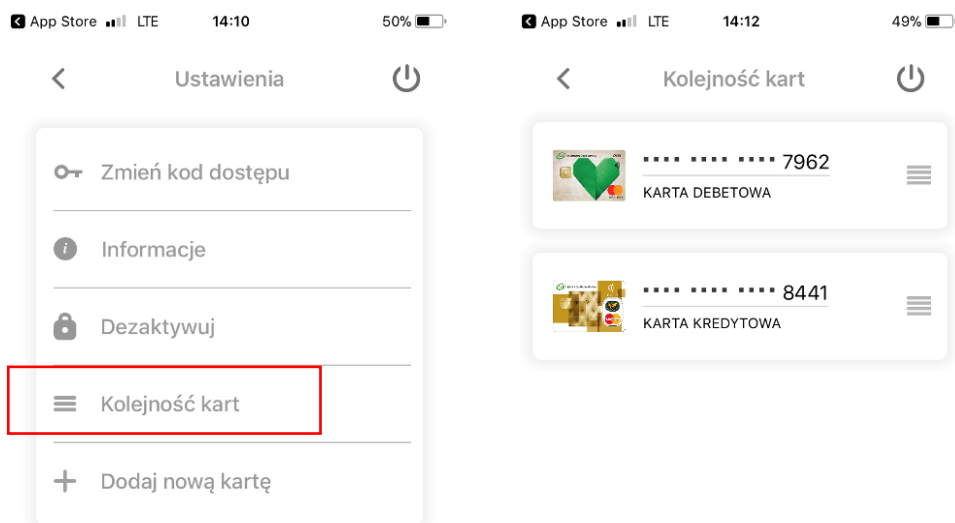 App Store LTE 14:10 50%
Ustawienia
Zmień kod dostępu
Informacje
Dezaktywuj
Kolejność kart
Dodaj nową kartę
App Store LTE 14:12 49%
Kolejność kart
•••• •••• •••• 7962
KARTA DEBETOWA
•••• •••• •••• 8441
KARTA KREDYTOWA